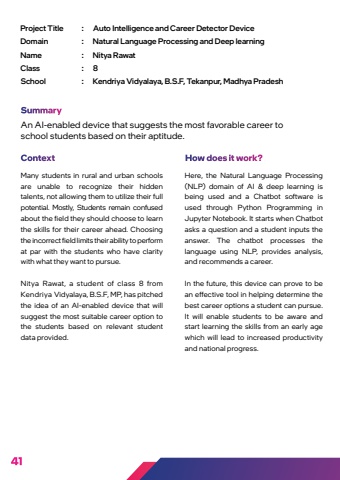 Project Title : Auto Intelligence and Career Detector Device
Domain : Natural Language Processing and Deep learning
Name : Nitya Rawat
Class : 8
School : Kendriya Vidyalaya, B.S.F, Tekanpur, Madhya Pradesh
Summary
An AI-enabled device that suggests the most favorable career to
school students based on their aptitude.
Context
Many students in rural and urban schools
are unable to recognize their hidden
talents, not allowing them to utilize their full
potential. Mostly, Students remain confused
about the field they should choose to learn
the skills for their career ahead. Choosing
the incorrect field limits their ability to perform
at par with the students who have clarity
with what they want to pursue.
Nitya Rawat, a student of class 8 from
Kendriya Vidyalaya, B.S.F, MP, has pitched
the idea of an AI-enabled device that will
suggest the most suitable career option to
the students based on relevant student
data provided.
How does it work?
Here, the Natural Language Processing
(NLP) domain of AI & deep learning is
being used and a Chatbot software is
used through Python Programming in
Jupyter Notebook. It starts when Chatbot
asks a question and a student inputs the
answer. The chatbot processes the
language using NLP, provides analysis,
and recommends a career.
In the future, this device can prove to be
an effective tool in helping determine the
best career options a student can pursue.
It will enable students to be aware and
start learning the skills from an early age
which will lead to increased productivity
and national progress.
41